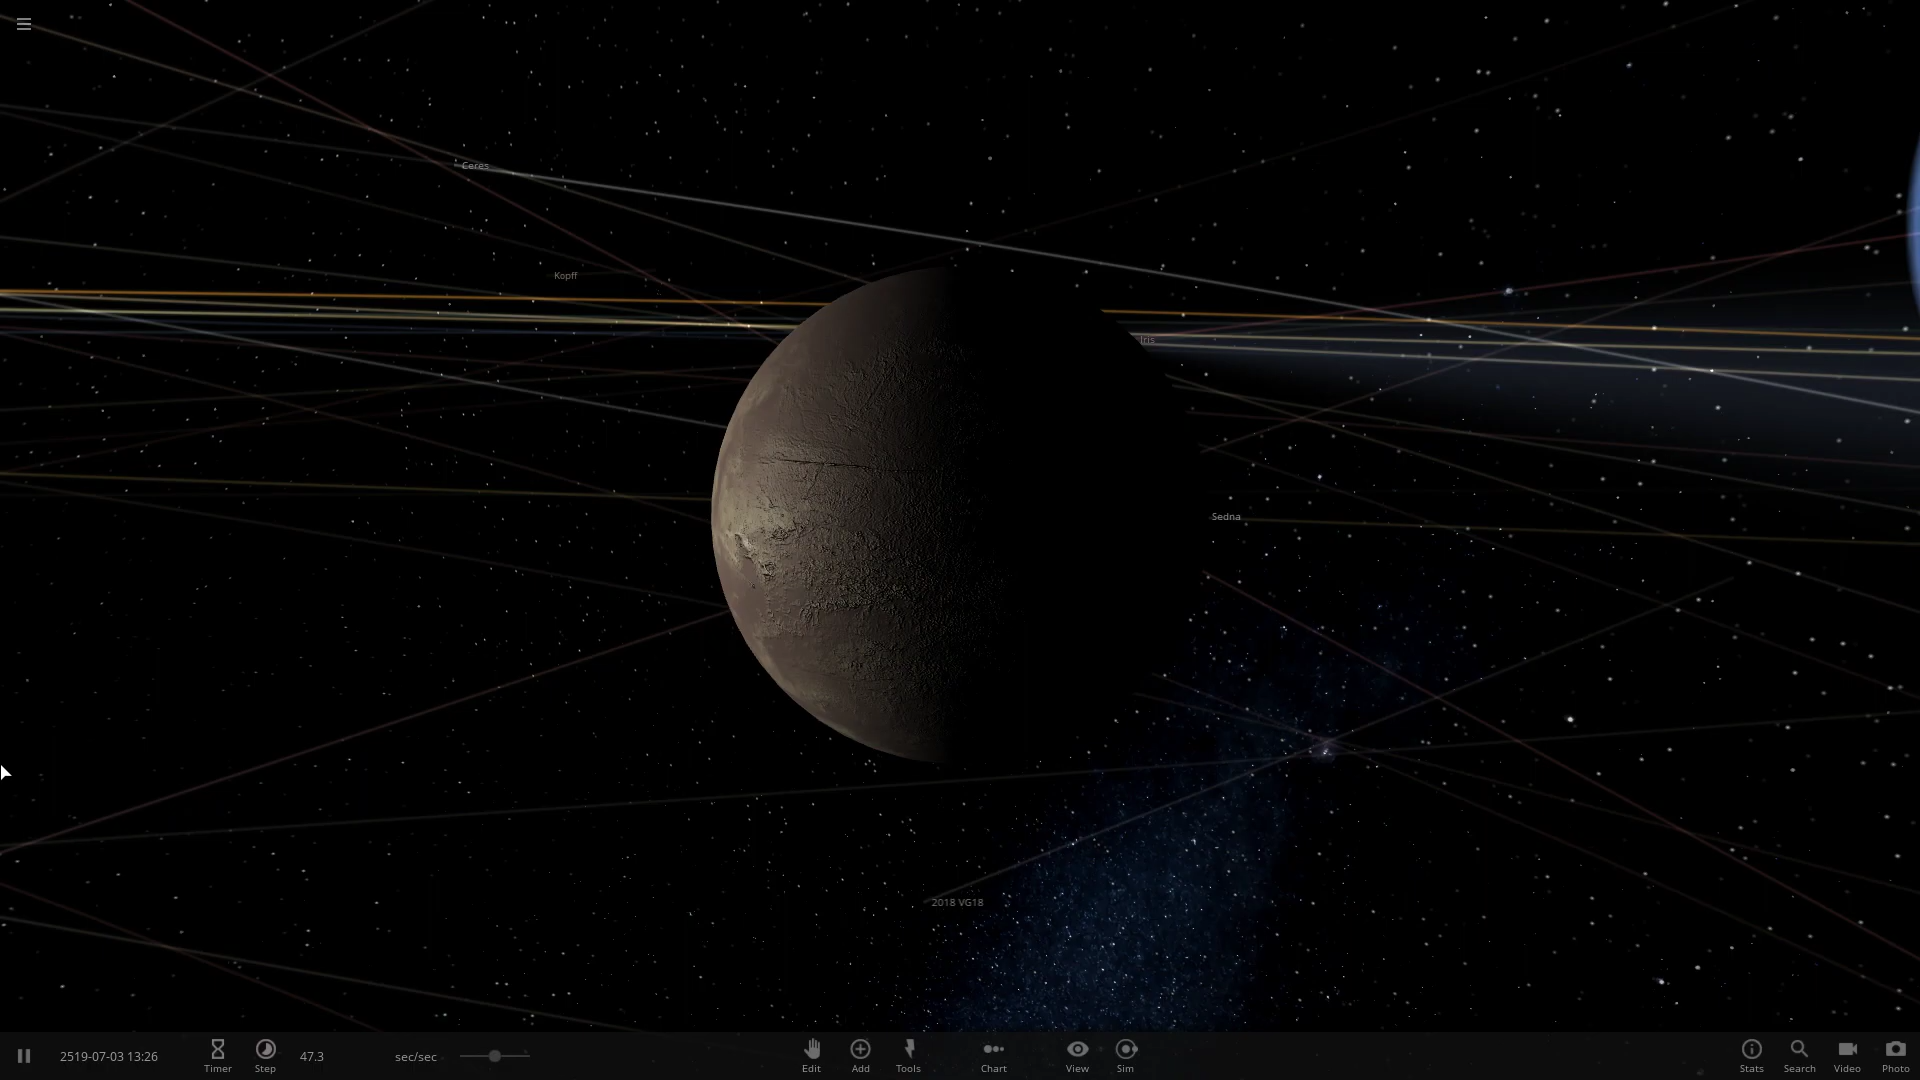 Ceres
Kopff
Iris
Sedna
2018 VG18
2519-07-03 13:26
Timer
Step
47.3
sec/sec
Edit
Add
Tools
Chart
View
Sim
Stats
Search
Video
Photo